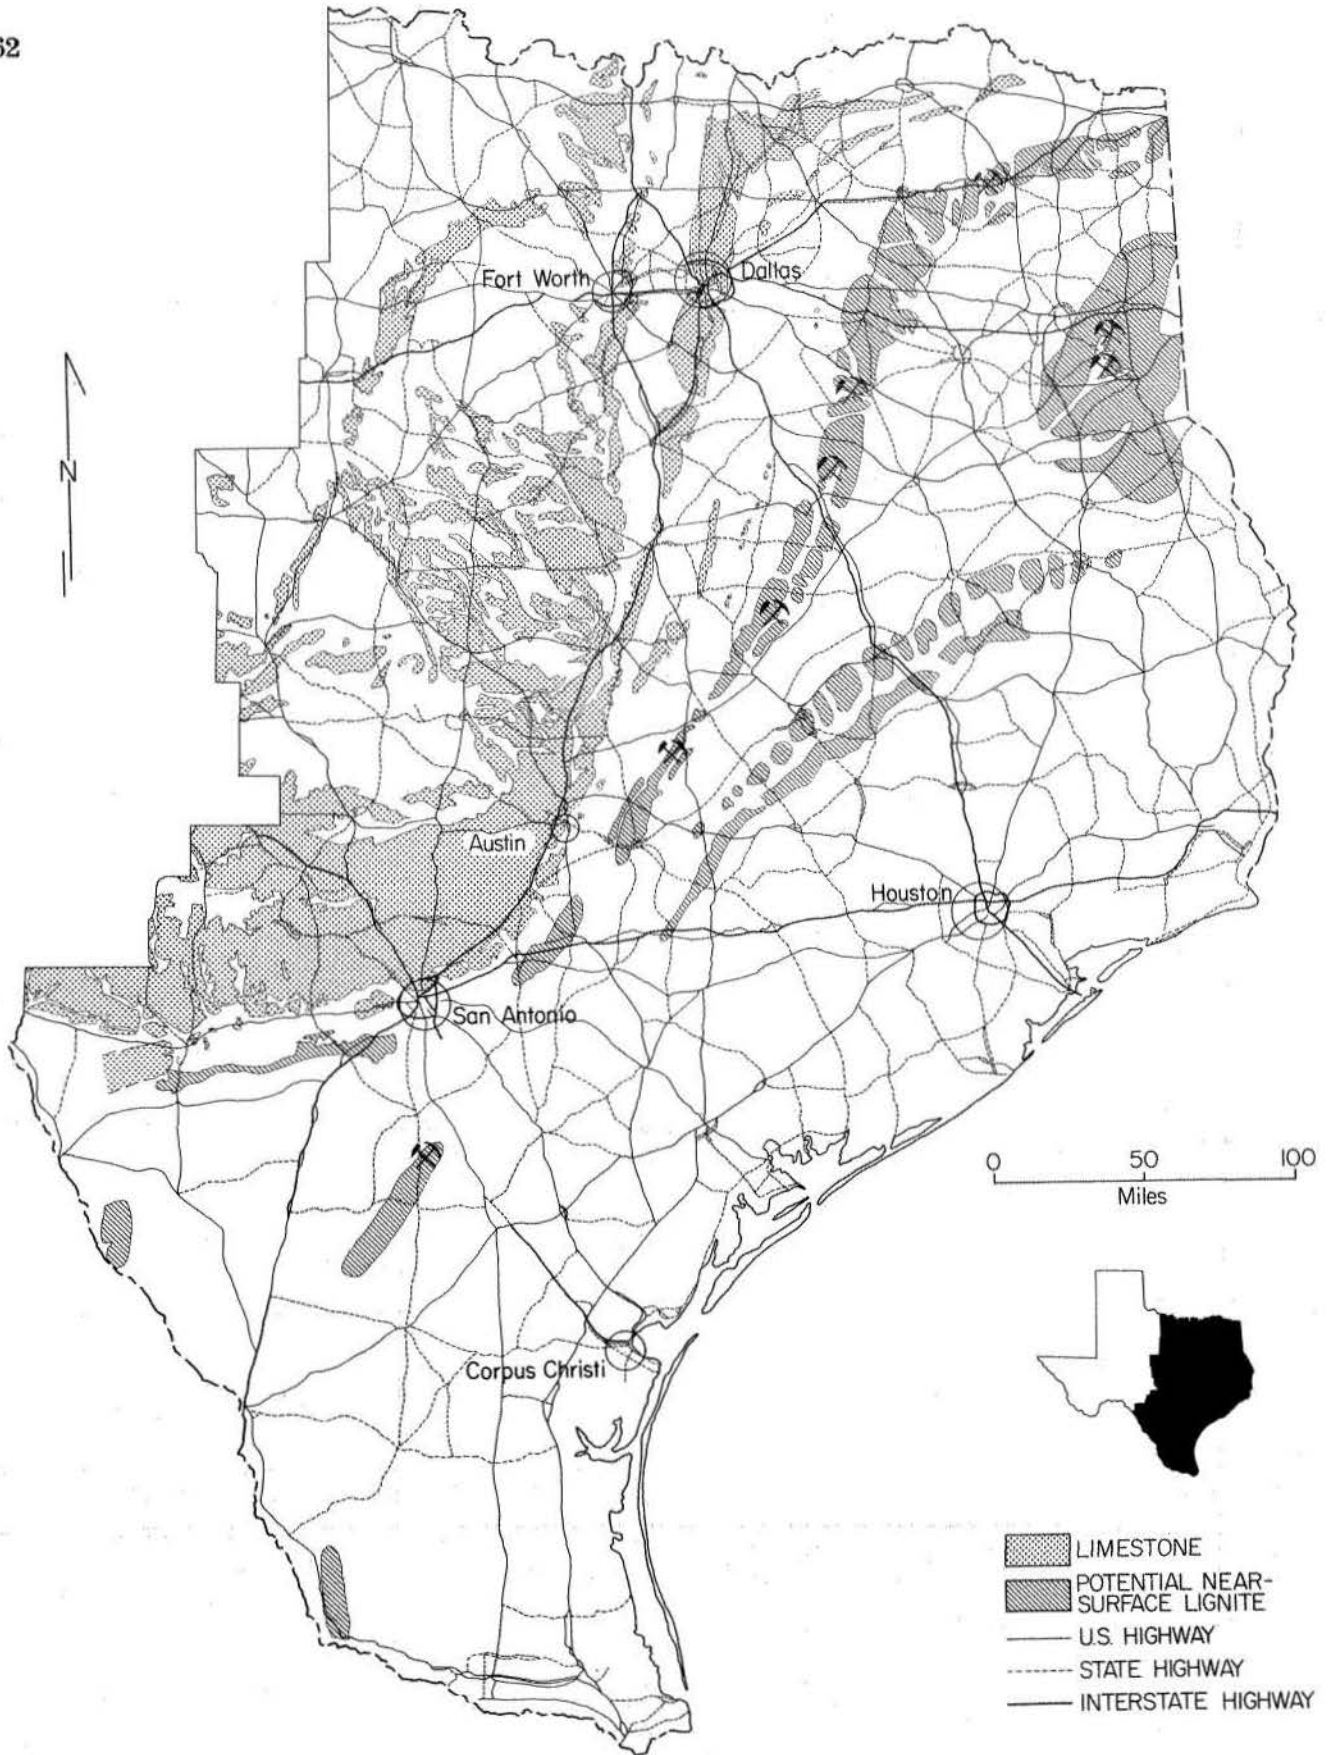 62
Fort Worth
Dallas
N
Austin
Houston
San Antonio
0 50 100
Miles
Corpus Christi
LIMESTONE
POTENTIAL NEAR-
SURFACE LIGNITE
U.S. HIGHWAY
STATE HIGHWAY
INTERSTATE HIGHWAY